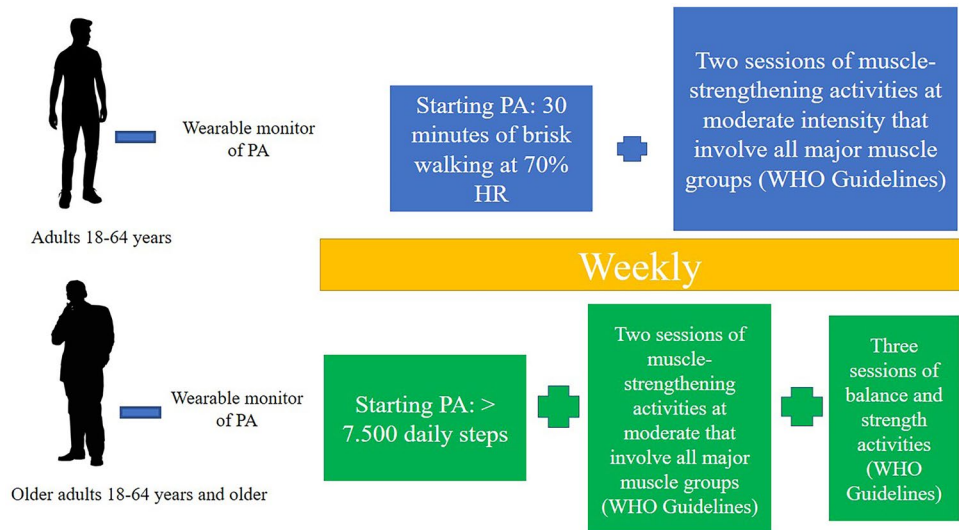 Wearable monitor
of PA
Adults 18-64 years
Starting PA: 30
minutes of brisk
walking at 70%
HR
Two sessions of muscle-
strengthening activities at
moderate intensity that
involve all major muscle
groups (WHO Guidelines)
Weekly
Wearable monitor
of PA
Older adults 18-64 years and older
Starting PA: >
7.500 daily steps
Two sessions of
muscle-
strengthening
activities at
moderate that
involve all major
muscle groups
(WHO Guidelines)
Three
sessions of
balance and
strength
activities
(WHO
Guidelines)